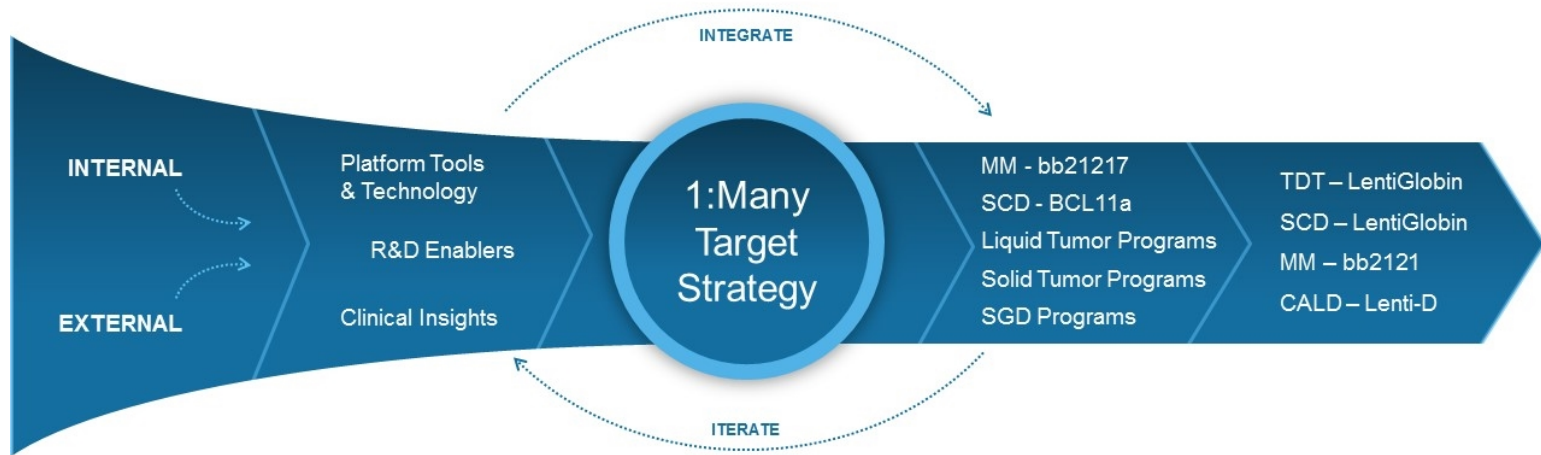 INTEGRATE
INTERNAL
EXTERNAL
Platform Tools
& Technology
R&D Enablers
Clinical Insights
1:Many
Target
Strategy
MM - bb21217
SCD - BCL11a
Liquid Tumor Programs
Solid Tumor Programs
SGD Programs
TDT – LentiGlobin
SCD – LentiGlobin
MM – bb2121
CALD – Lenti-D
ITERATE